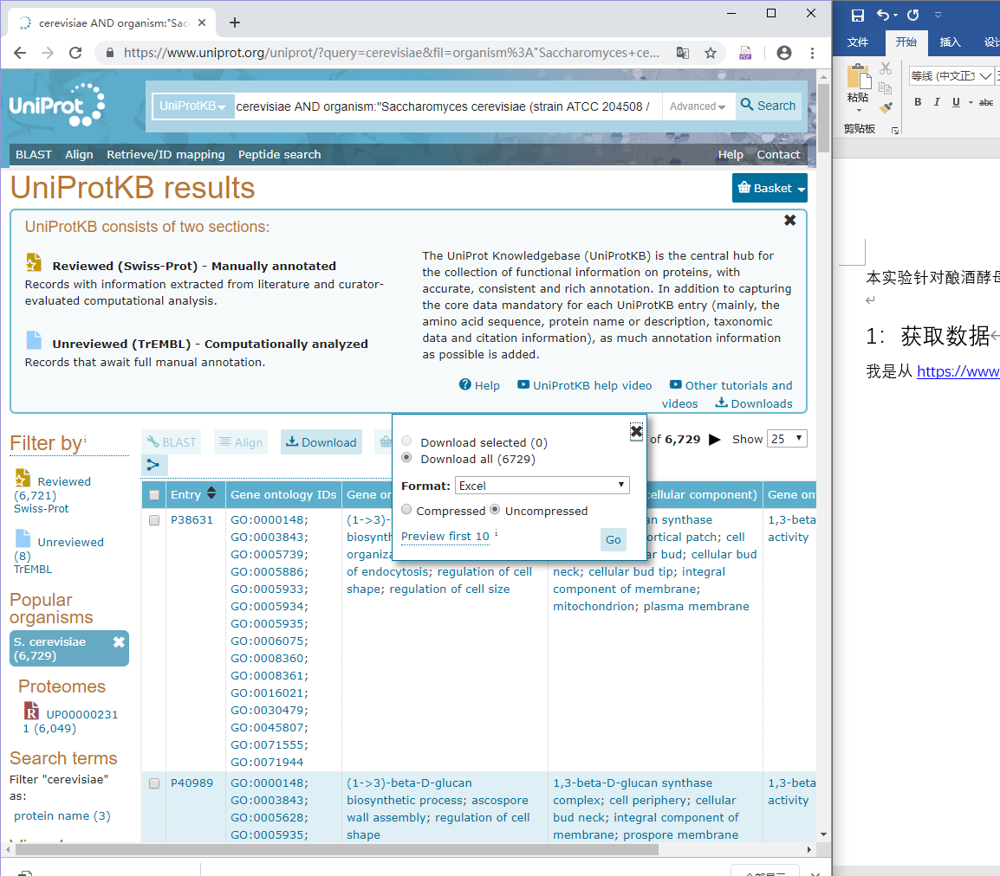 cerevisiae AND organism:"Sac
https://www.uniprot.org/uniprot/?query=cerevisiae&fil=organism%3A"Saccharomyces+ce...
UniProt
UniProtKB
cerevisiae AND organism:"Saccharomyces cerevisiae (strain ATCC 204508 /
Advanced
Search
BLAST Align Retrieve/ID mapping Peptide search
Help Contact
UniProtKB results
Basket
UniProtKB consists of two sections:
Reviewed (Swiss-Prot) - Manually annotated
Records with information extracted from literature and curator-
evaluated computational analysis.
Unreviewed (TrEMBL) - Computationally analyzed
Records that await full manual annotation.
The UniProt Knowledgebase (UniProtKB) is the central hub for
the collection of functional information on proteins, with
accurate, consistent and rich annotation. In addition to capturing
the core data mandatory for each UniProtKB entry (mainly, the
amino acid sequence, protein name or description, taxonomic
data and citation information), as much annotation information
as possible is added.
Help UniProtKB help video Other tutorials and
videos Downloads
Filter by i
Reviewed
(6,721)
Swiss-Prot
Unreviewed
(8)
TrEMBL
Popular
organisms
S. cerevisiae
(6,729)
Proteomes
UP00000231
1 (6,049)
Search terms
Filter "cerevisiae"
as:
protein name (3)
BLAST Align Download
of 6,729 Show 25
Download selected (0)
Download all (6729)
Format: Excel
Compressed Uncompressed
Preview first 10 i
Go
Entry Gene ontology IDs Gene or cellular component) Gene ont
P38631
GO:0000148;
GO:0003843;
GO:0005739;
GO:0005886;
GO:0005933;
GO:0005934;
GO:0005935;
GO:0006075;
GO:0008360;
GO:0008361;
GO:0016021;
GO:0030479;
GO:0045807;
GO:0071555;
GO:0071944
(1->3)-
biosynth
organiz
of endocytosis; regulation of cell
shape; regulation of cell size
an synthase
ortical patch; cell
ar bud; cellular bud
neck; cellular bud tip; integral
component of membrane;
mitochondrion; plasma membrane
1,3-beta
activity
P40989
GO:0000148;
GO:0003843;
GO:0005628;
GO:0005935;
(1->3)-beta-D-glucan
biosynthetic process; ascospore
wall assembly; regulation of cell
shape
1,3-beta-D-glucan synthase
complex; cell periphery; cellular
bud neck; integral component of
membrane; prospore membrane
1,3-beta
activity
文件 开始 插入 设计
粘贴
剪贴板
等线 (中文正文
B I U abc
本实验针对酿酒酵母
1：获取数据
我是从 https://www